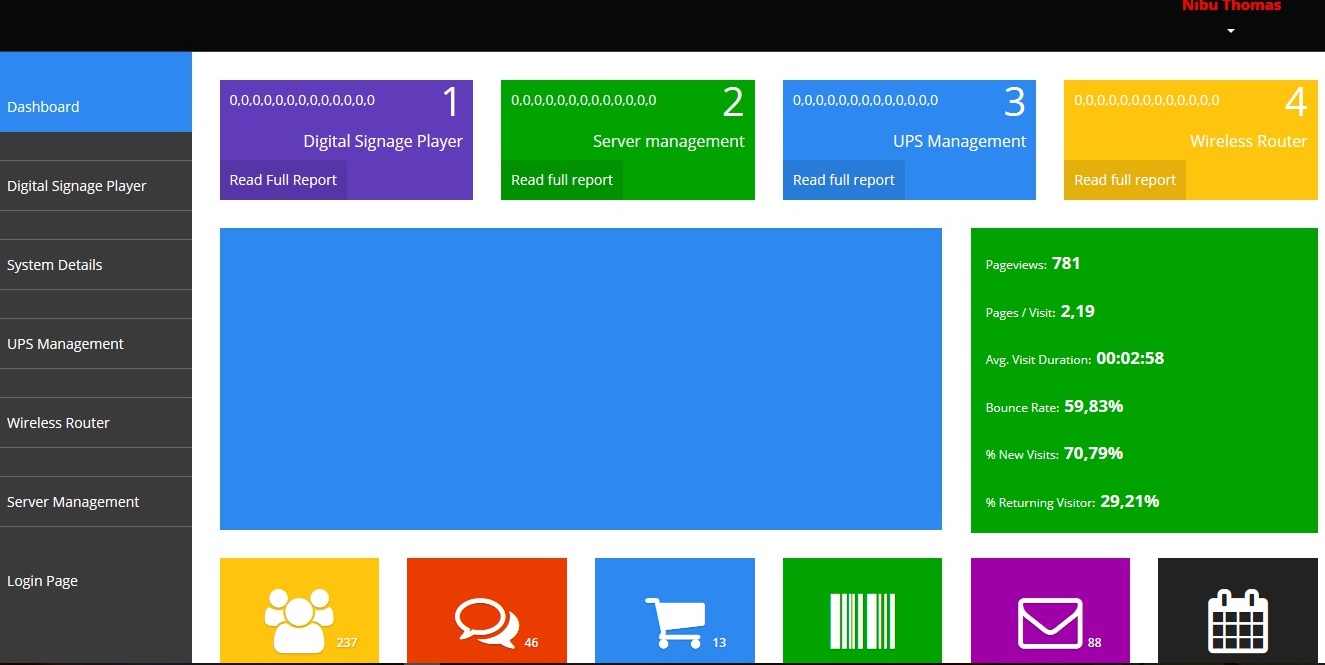 Nibu Thomas
Dashboard
Digital Signage Player
System Details
UPS Management
Wireless Router
Server Management
Login Page
0,0,0,0,0,0,0,0,0,0,0,0,0 1
Digital Signage Player
Read Full Report
0,0,0,0,0,0,0,0,0,0,0,0,0 2
Server management
Read full report
0,0,0,0,0,0,0,0,0,0,0,0,0 3
UPS Management
Read full report
0,0,0,0,0,0,0,0,0,0,0,0,0 4
Wireless Router
Read full report
Pageviews: 781
Pages / Visit: 2,19
Avg. Visit Duration: 00:02:58
Bounce Rate: 59,83%
% New Visits: 70,79%
% Returning Visitor: 29,21%
237
46
13
88